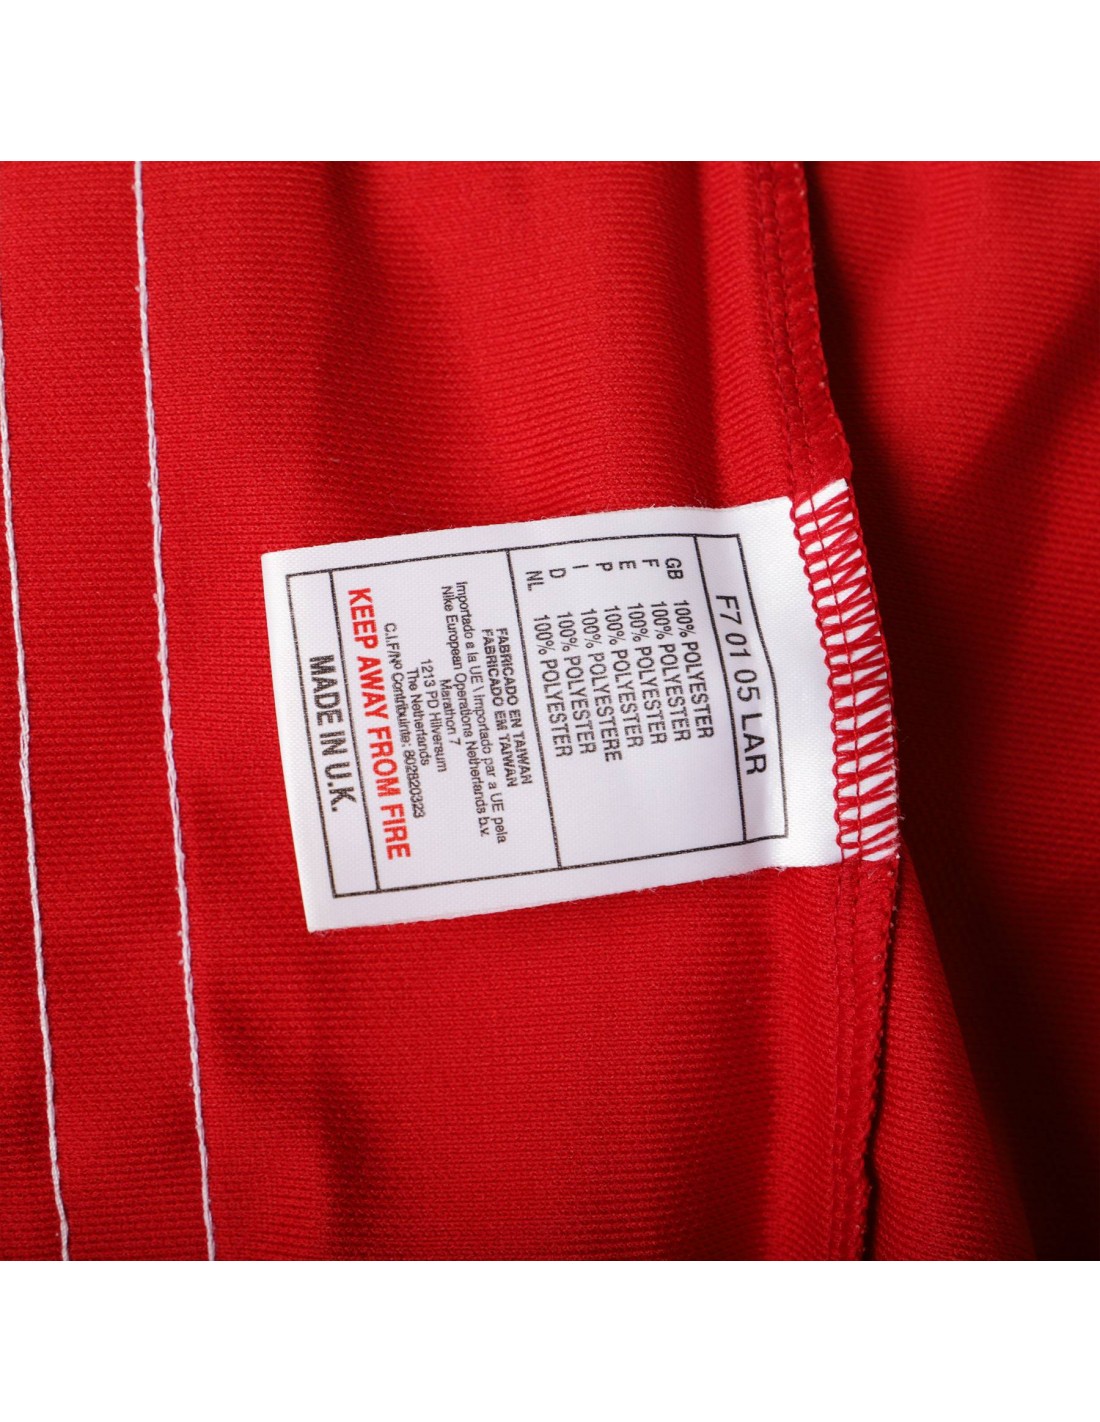 F7 01 05 LAR
GB 100% POLYESTER
F 100% POLYESTER
E 100% POLYESTER
P 100% POLYESTERE
I 100% POLYESTER
D 100% POLYESTER
NL 100% POLYESTER
FABRICADO EN TAIWAN
FABRICADO EM TAIWAN
Importado a la UE \ Importado par a UE pela
Nike European Operations Netherlands b.v.
Marathon 7
1213 PD Hilversum
The Netherlands
C.I.F/Nº Contribuinte: 802820323
KEEP AWAY FROM FIRE
MADE IN U.K.